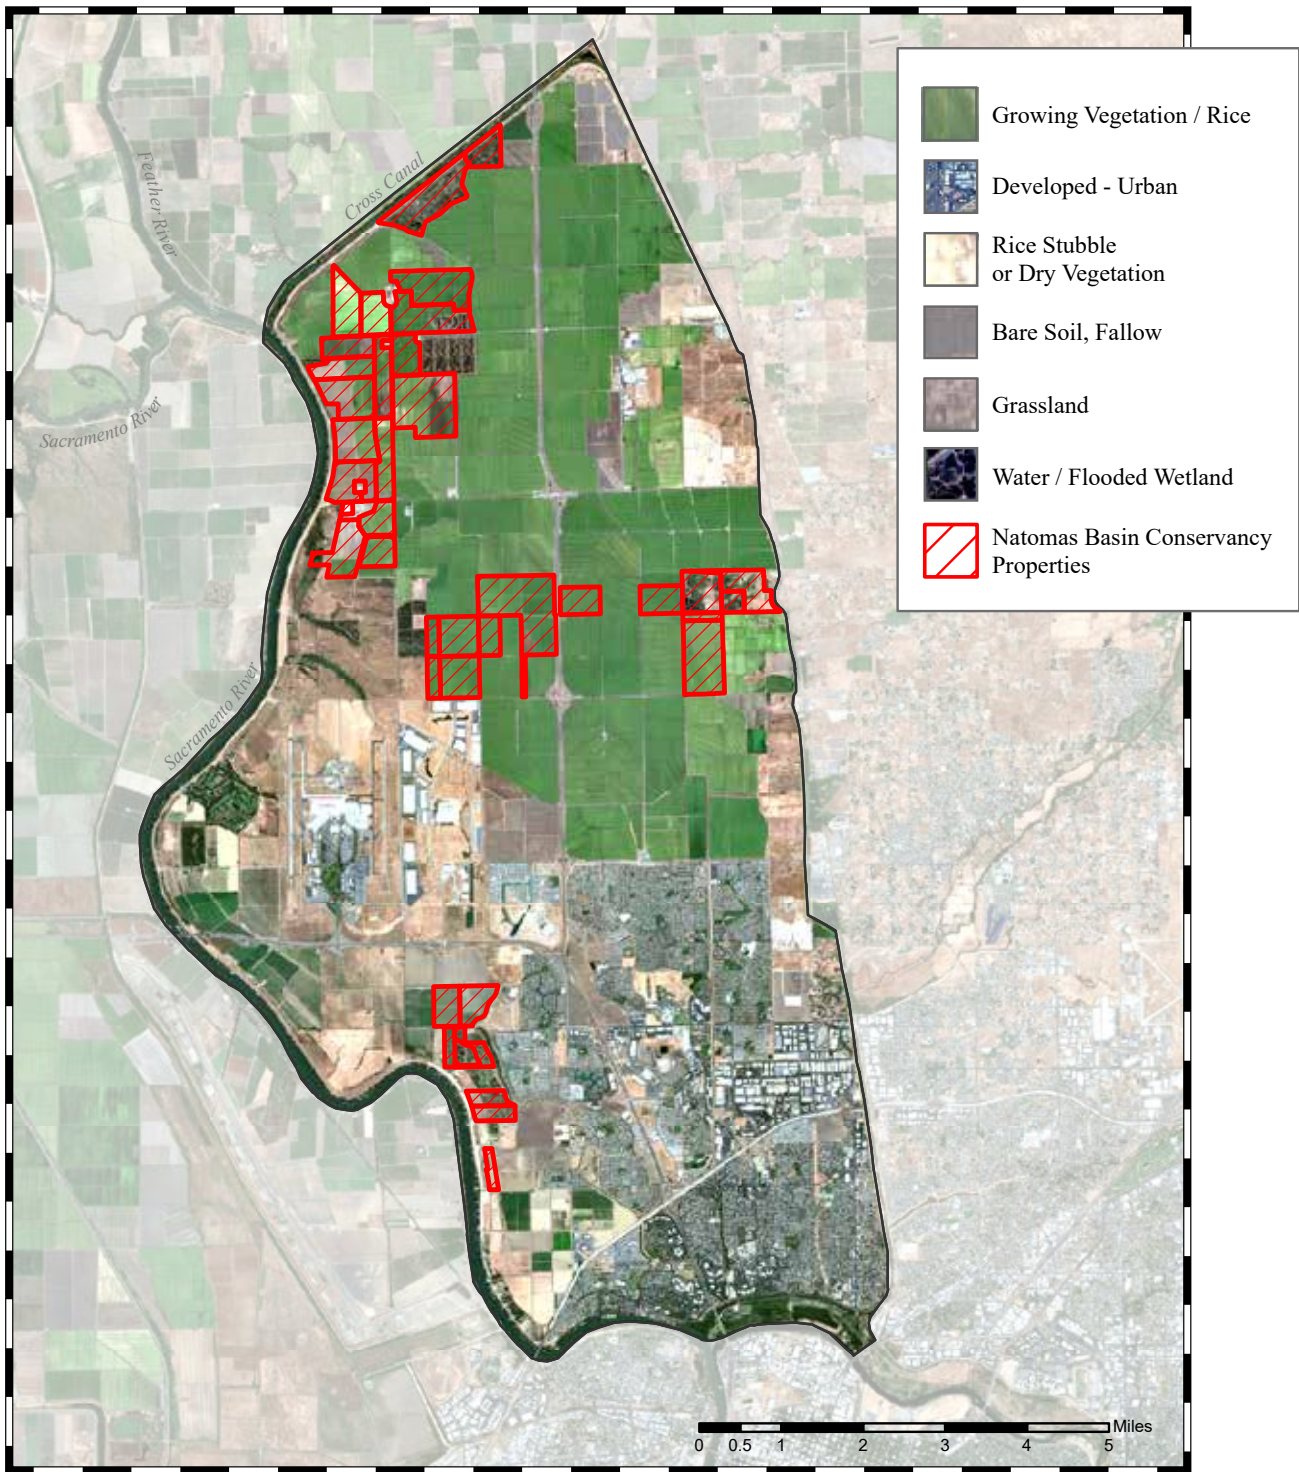 Growing Vegetation / Rice
Developed - Urban
Rice Stubble
or Dry Vegetation
Bare Soil, Fallow
Grassland
Water / Flooded Wetland
Natomas Basin Conservancy
Properties
Cross Canal
Feather River
Sacramento River
Sacramento River
Miles
0 0.5 1 2 3 4 5